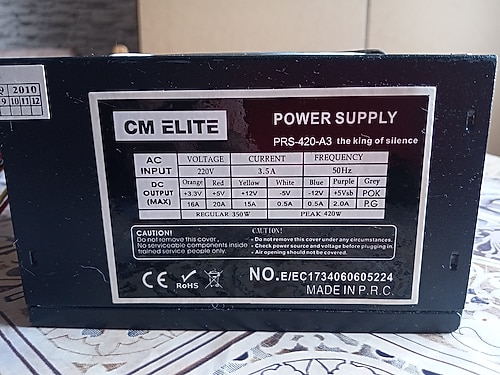 2010
9 10 11 12
CM ELITE
POWER SUPPLY
PRS-420-A3 the king of silence
AC INPUT VOLTAGE CURRENT FREQUENCY
220V 3.5A 50Hz
DC OUTPUT (MAX) Orange Red Yellow White Blue Purple Grey
+3.3V +5V +12V -5V -12V +5Vsb POK
16A 20A 15A 0.5A 0.5A 2.0A P.G
REGULAR 350W PEAK 420W
CAUTION!
Do not remove this cover,
No serviceable components inside
trained service people only.
CAUTION!
Do not remove this cover under any circumstances.
Check power source and voltage before plugging in.
Air opening should not be covered.
CE RoHS
NO.E/EC1734060605224
MADE IN P.R.C.